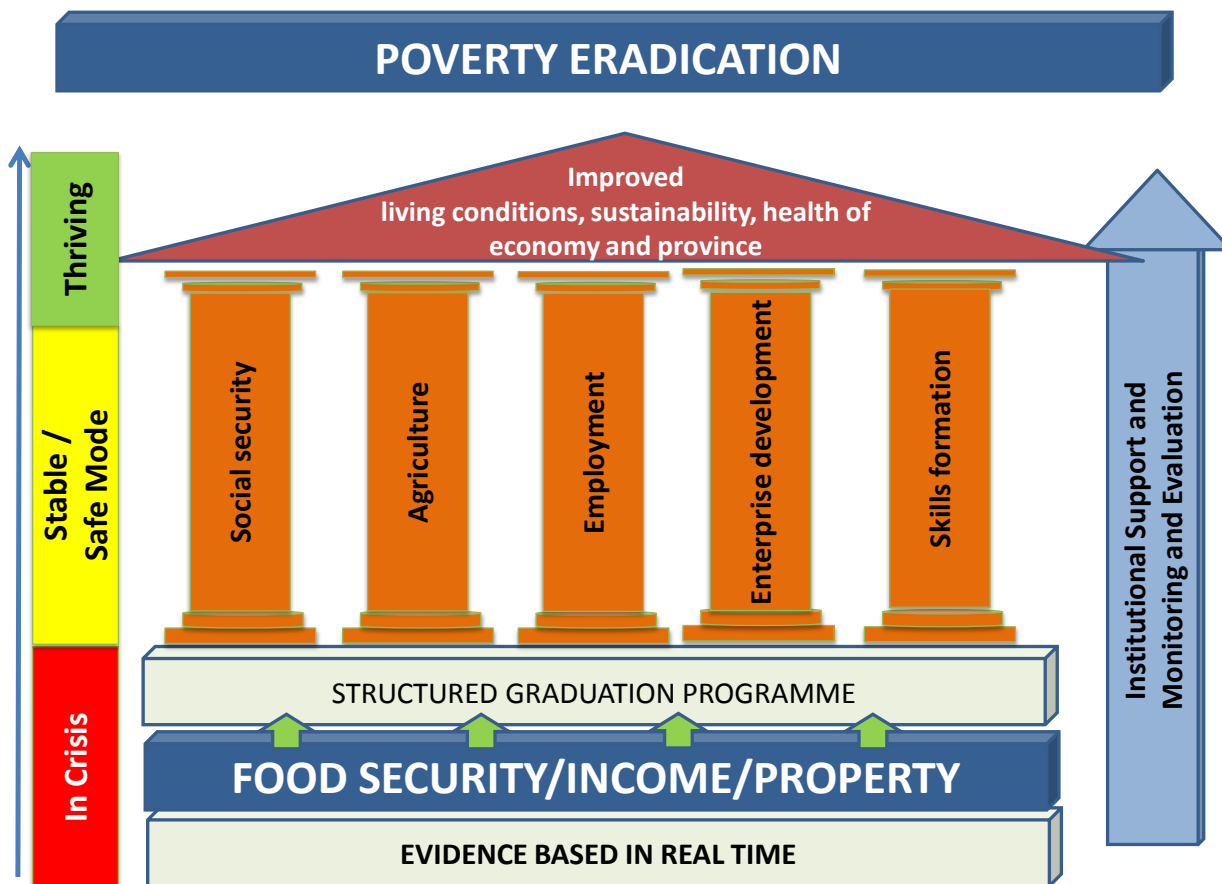 POVERTY ERADICATION
Thriving
Stable /
Safe Mode
In Crisis
Improved
living conditions, sustainability, health of
economy and province
Social security
Agriculture
Employment
Enterprise development
Skills formation
Institutional Support and
Monitoring and Evaluation
STRUCTURED GRADUATION PROGRAMME
FOOD SECURITY/INCOME/PROPERTY
EVIDENCE BASED IN REAL TIME